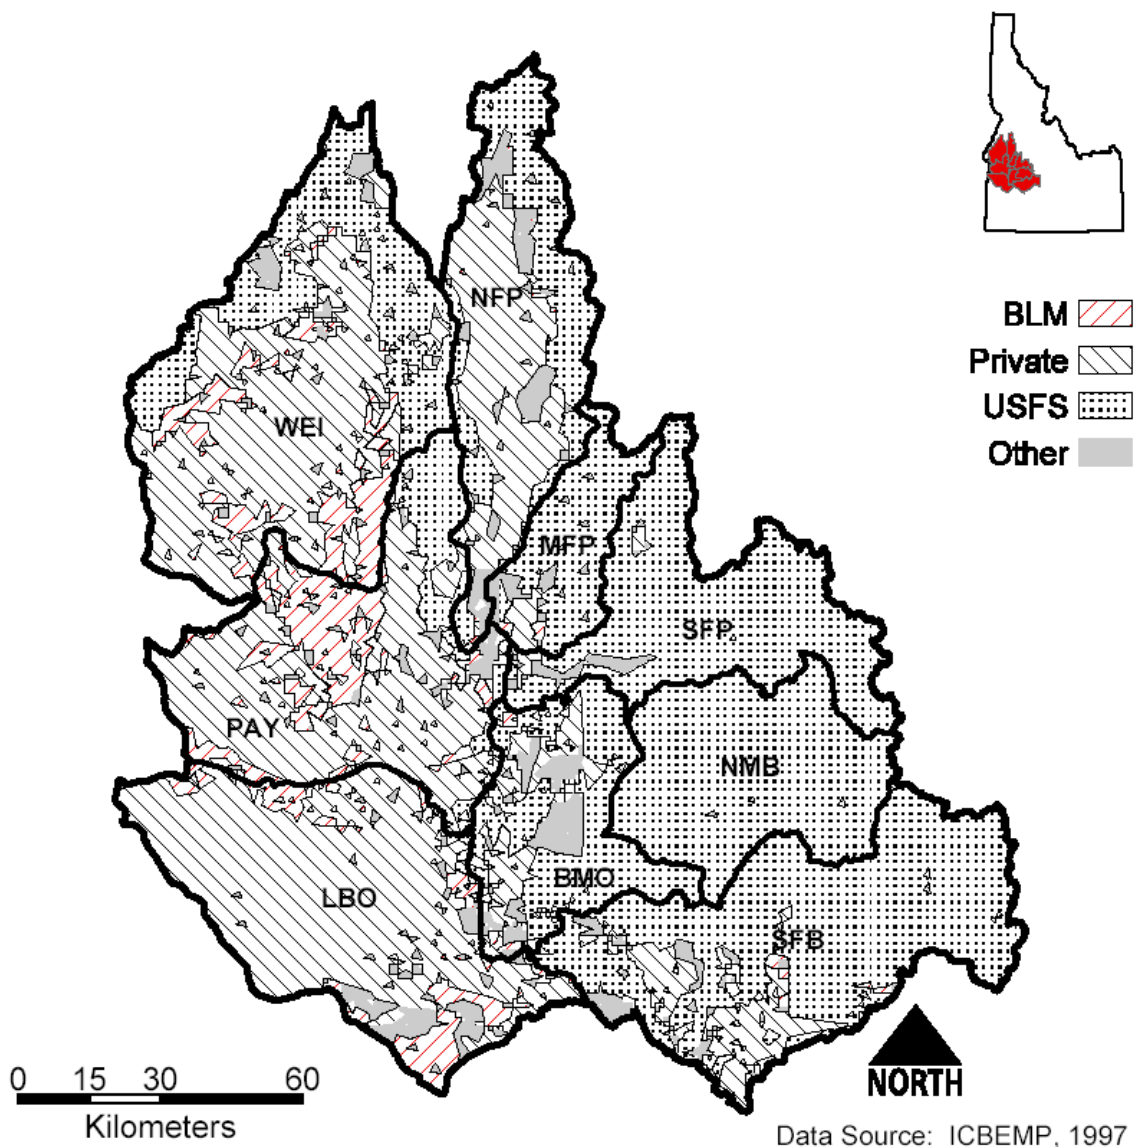 NFP
BLM
Private
USFS
Other
WEI
MFP
SFP
PAY
NMB
LBO
BMO
SFB
0 15 30 60
Kilometers
NORTH
Data Source: ICBEMP, 1997